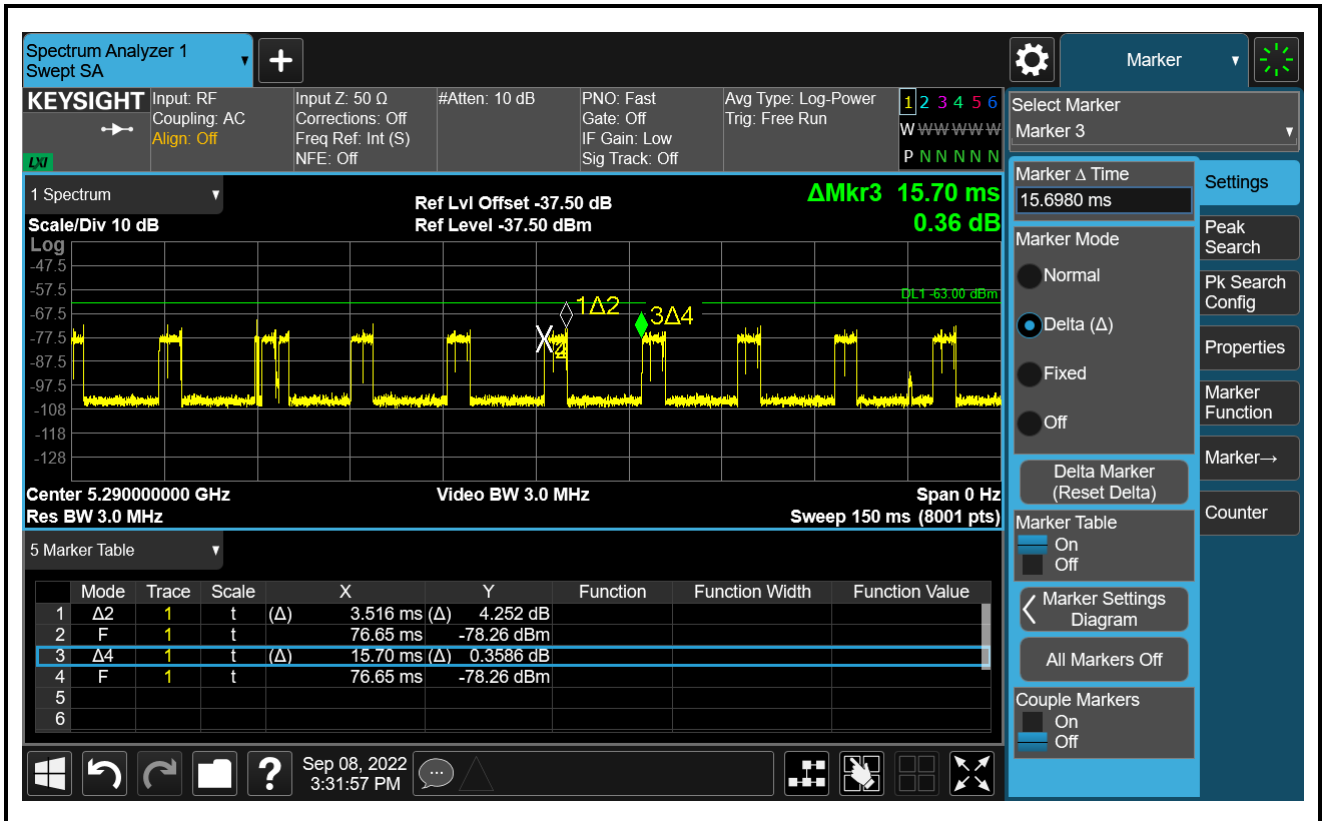 Spectrum Analyzer 1
Swept SA
+
Marker
KEYSIGHT
LXI
Input: RF
Coupling: AC
Align: Off
Input Z: 50 Ω
Corrections: Off
Freq Ref: Int (S)
NFE: Off
#Atten: 10 dB
PNO: Fast
Gate: Off
IF Gain: Low
Sig Track: Off
Avg Type: Log-Power
Trig: Free Run
1 2 3 4 5 6
W W W W W W
P N N N N N
1 Spectrum
Scale/Div 10 dB
Ref Lvl Offset -37.50 dB
Ref Level -37.50 dBm
ΔMkr3 15.70 ms
0.36 dB
Log
-47.5
-57.5
-67.5
-77.5
-87.5
-97.5
-108
-118
-128
DL1 -63.00 dBm
1Δ2
3Δ4
X
Center 5.290000000 GHz
Video BW 3.0 MHz
Span 0 Hz
Res BW 3.0 MHz
Sweep 150 ms (8001 pts)
5 Marker Table
Mode Trace Scale X Y Function Function Width Function Value
1 Δ2 1 t (Δ) 3.516 ms (Δ) 4.252 dB
2 F 1 t 76.65 ms -78.26 dBm
3 Δ4 1 t (Δ) 15.70 ms (Δ) 0.3586 dB
4 F 1 t 76.65 ms -78.26 dBm
5
6
?
Sep 08, 2022
3:31:57 PM
Select Marker
Marker 3
Marker Δ Time
15.6980 ms
Marker Mode
Normal
Delta (Δ)
Fixed
Off
Delta Marker
(Reset Delta)
Marker Table
On
Off
Marker Settings
Diagram
All Markers Off
Couple Markers
On
Off
Settings
Peak
Search
Pk Search
Config
Properties
Marker
Function
Marker→
Counter